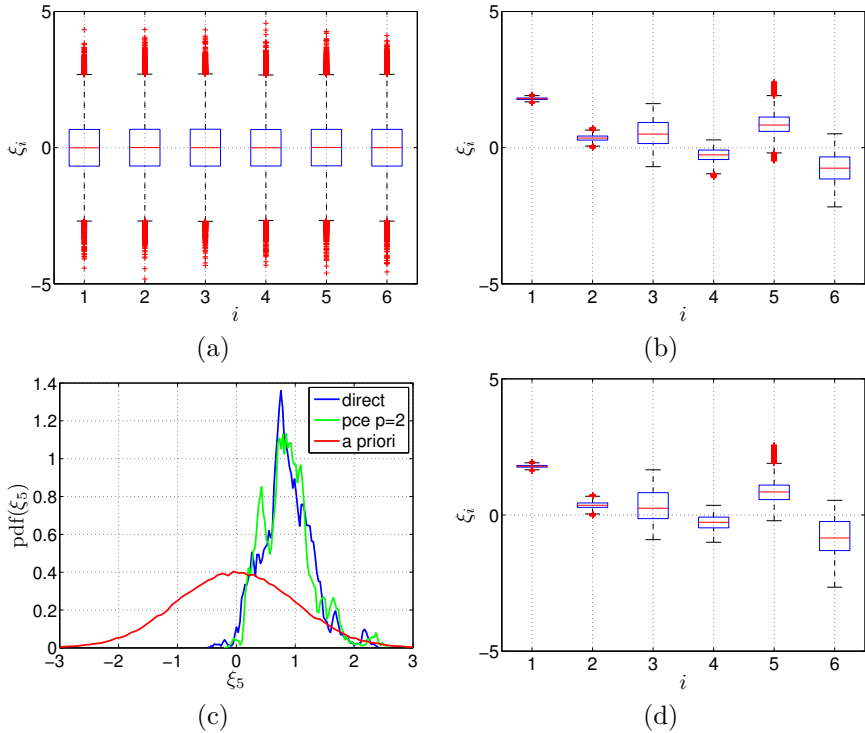 5
0
−5
ξi
1 2 3 4 5 6
i
(a)
5
0
−5
ξi
1 2 3 4 5 6
i
(b)
1.4
1.2
1
0.8
0.6
0.4
0.2
0
pdf(ξ5)
direct
pce p=2
a priori
−3 −2 −1 0 1 2 3
ξ5
(c)
5
0
−5
ξi
1 2 3 4 5 6
i
(d)